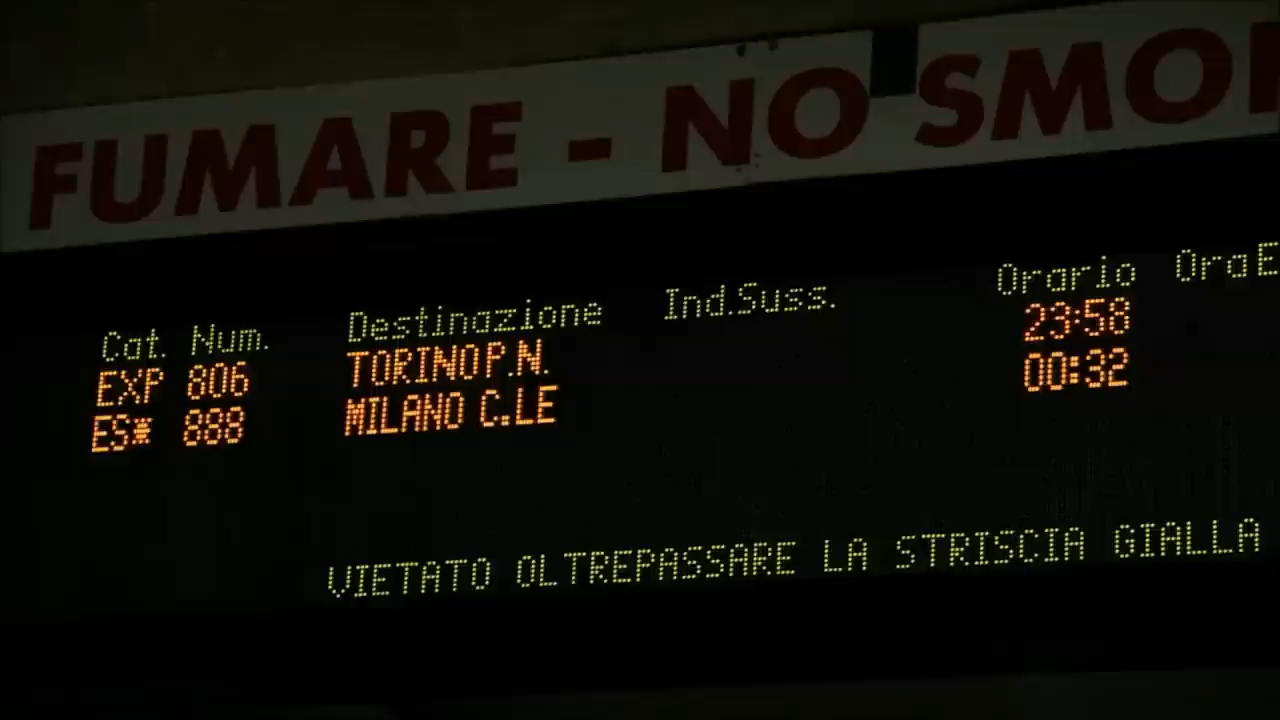 FUMARE - NO SMO
Cat. Num. Destinazione Ind.Suss. Orario Ora
EXP 806 TORINO P.N. 23:58
ES* 888 MILANO C.LE 00:32
VIETATO OLTREPASSARE LA STRISCIA GIALLA